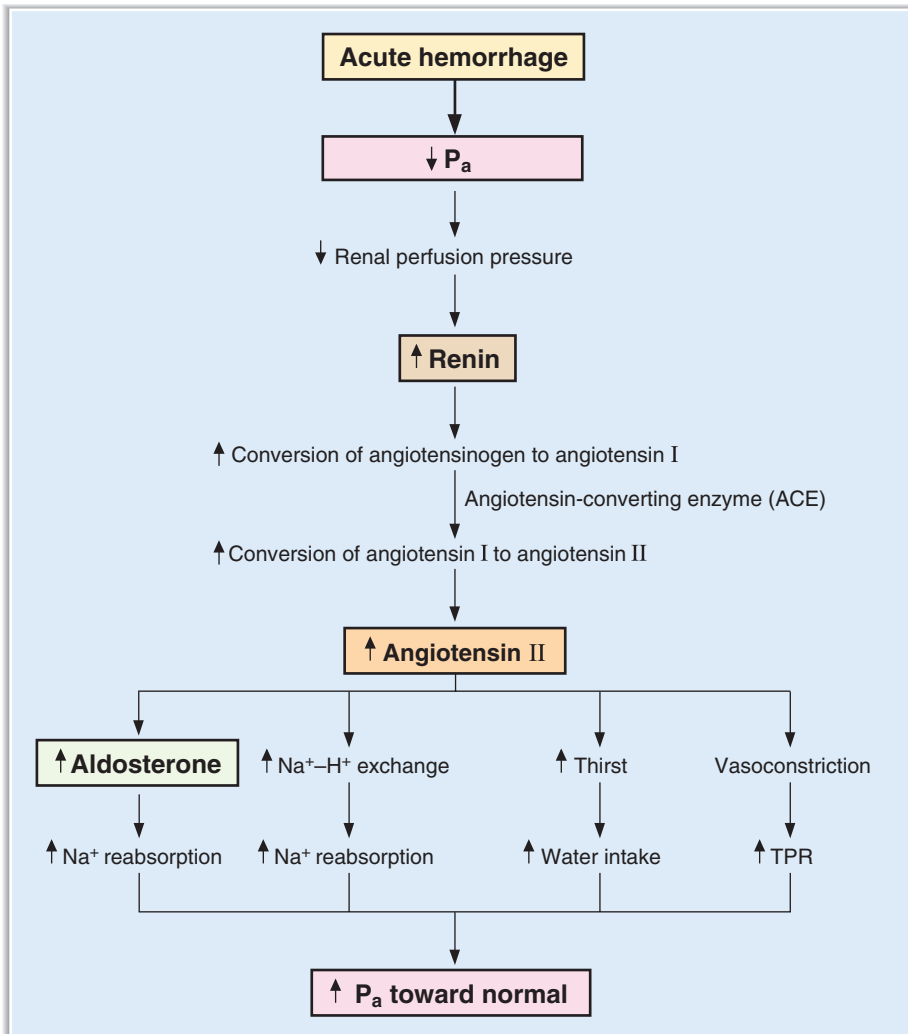 Acute hemorrhage
↓ Pa
↓ Renal perfusion pressure
↑ Renin
↑ Conversion of angiotensinogen to angiotensin I
Angiotensin-converting enzyme (ACE)
↑ Conversion of angiotensin I to angiotensin II
↑ Angiotensin II
↑ Aldosterone
↑ Na⁺–H⁺ exchange
↑ Thirst
Vasoconstriction
↑ Na⁺ reabsorption
↑ Na⁺ reabsorption
↑ Water intake
↑ TPR
↑ Pa toward normal